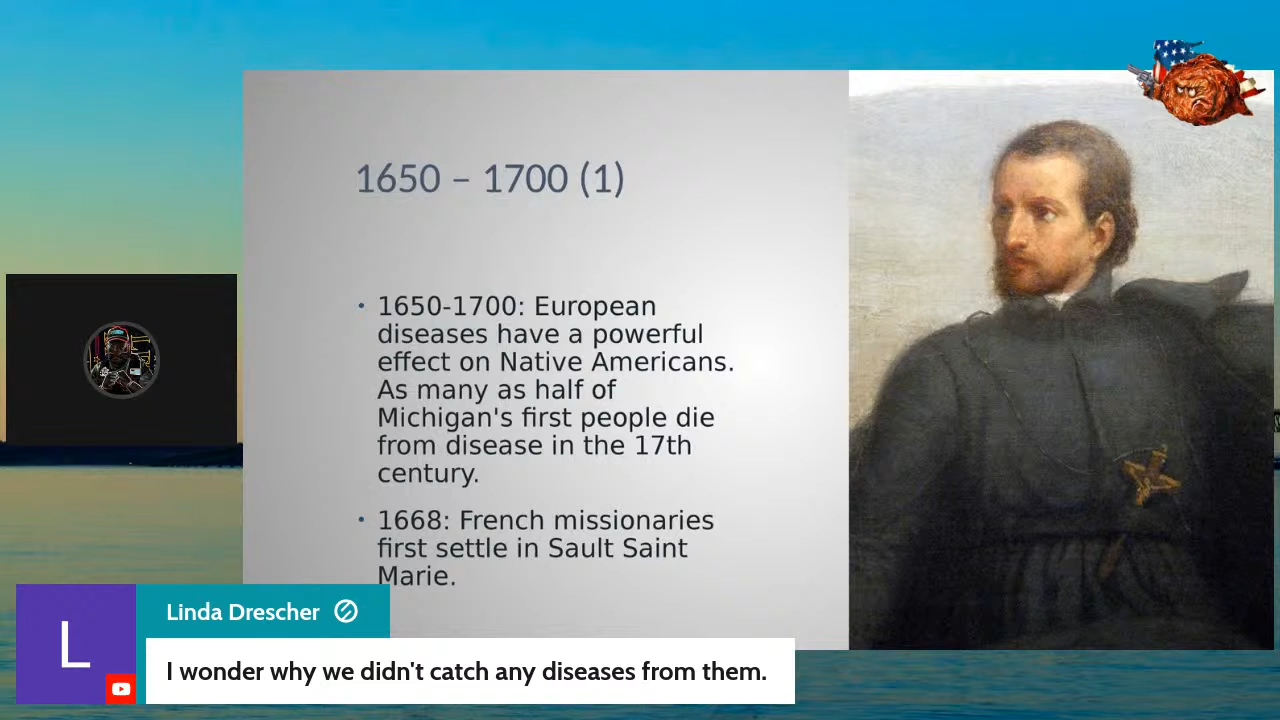 1650 – 1700 (1)
• 1650-1700: European
diseases have a powerful
effect on Native Americans.
As many as half of
Michigan's first people die
from disease in the 17th
century.
• 1668: French missionaries
first settle in Sault Saint
Marie.
L
Linda Drescher
I wonder why we didn't catch any diseases from them.